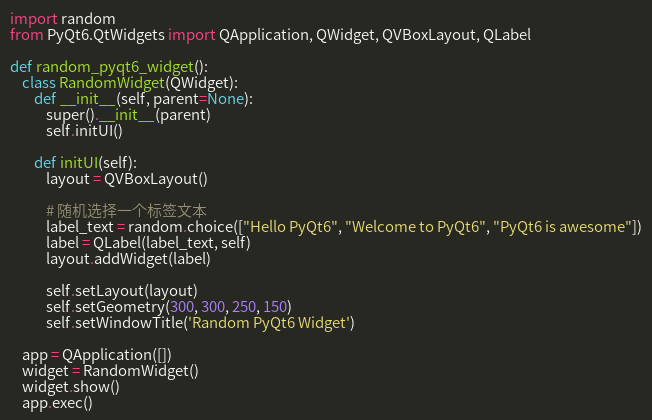 import random
from PyQt6.QtWidgets import QApplication, QWidget, QVBoxLayout, QLabel

def random_pyqt6_widget():
    class RandomWidget(QWidget):
        def __init__(self, parent=None):
            super().__init__(parent)
            self.initUI()

        def initUI(self):
            layout = QVBoxLayout()

            # 随机选择一个标签文本
            label_text = random.choice(["Hello PyQt6", "Welcome to PyQt6", "PyQt6 is awesome"])
            label = QLabel(label_text, self)
            layout.addWidget(label)

            self.setLayout(layout)
            self.setGeometry(300, 300, 250, 150)
            self.setWindowTitle('Random PyQt6 Widget')

    app = QApplication([])
    widget = RandomWidget()
    widget.show()
    app.exec()